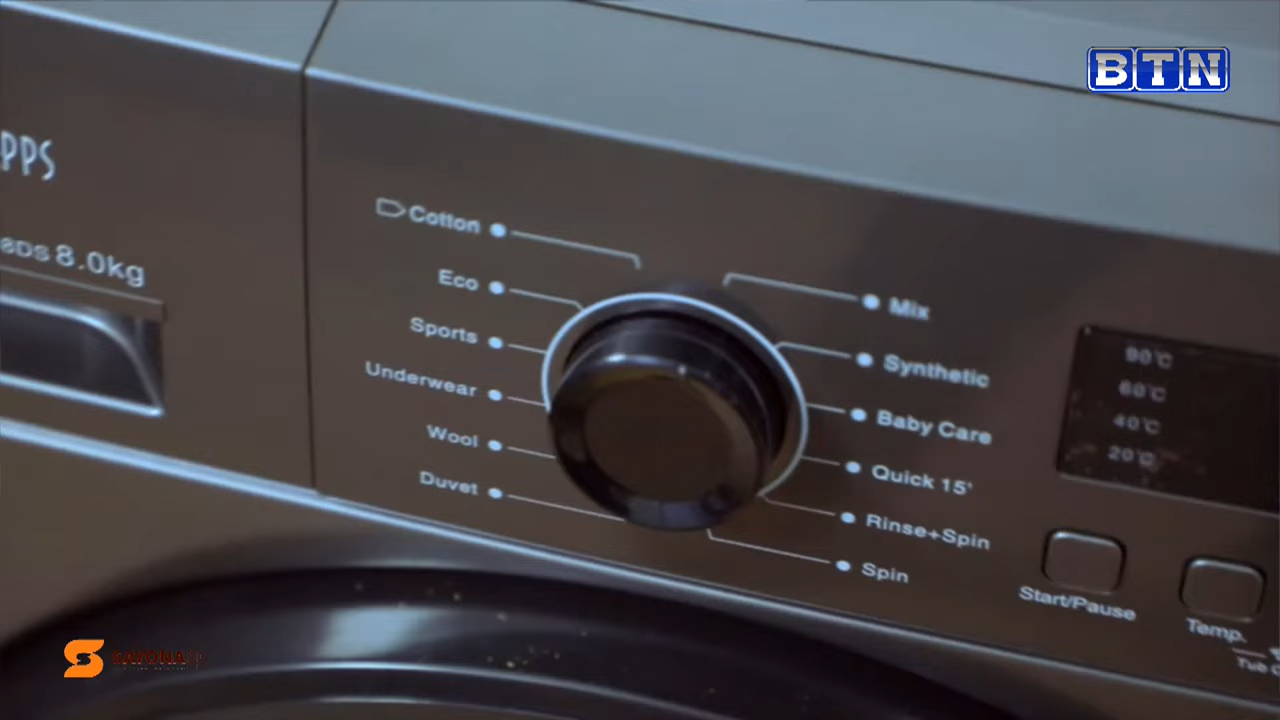 BTN
PPS
8.0kg
Cotton
Eco
Sports
Underwear
Wool
Duvet
Mix
Synthetic
Baby Care
Quick 15'
Rinse+Spin
Spin
90°C
60°C
40°C
20°C
Start/Pause
Temp.